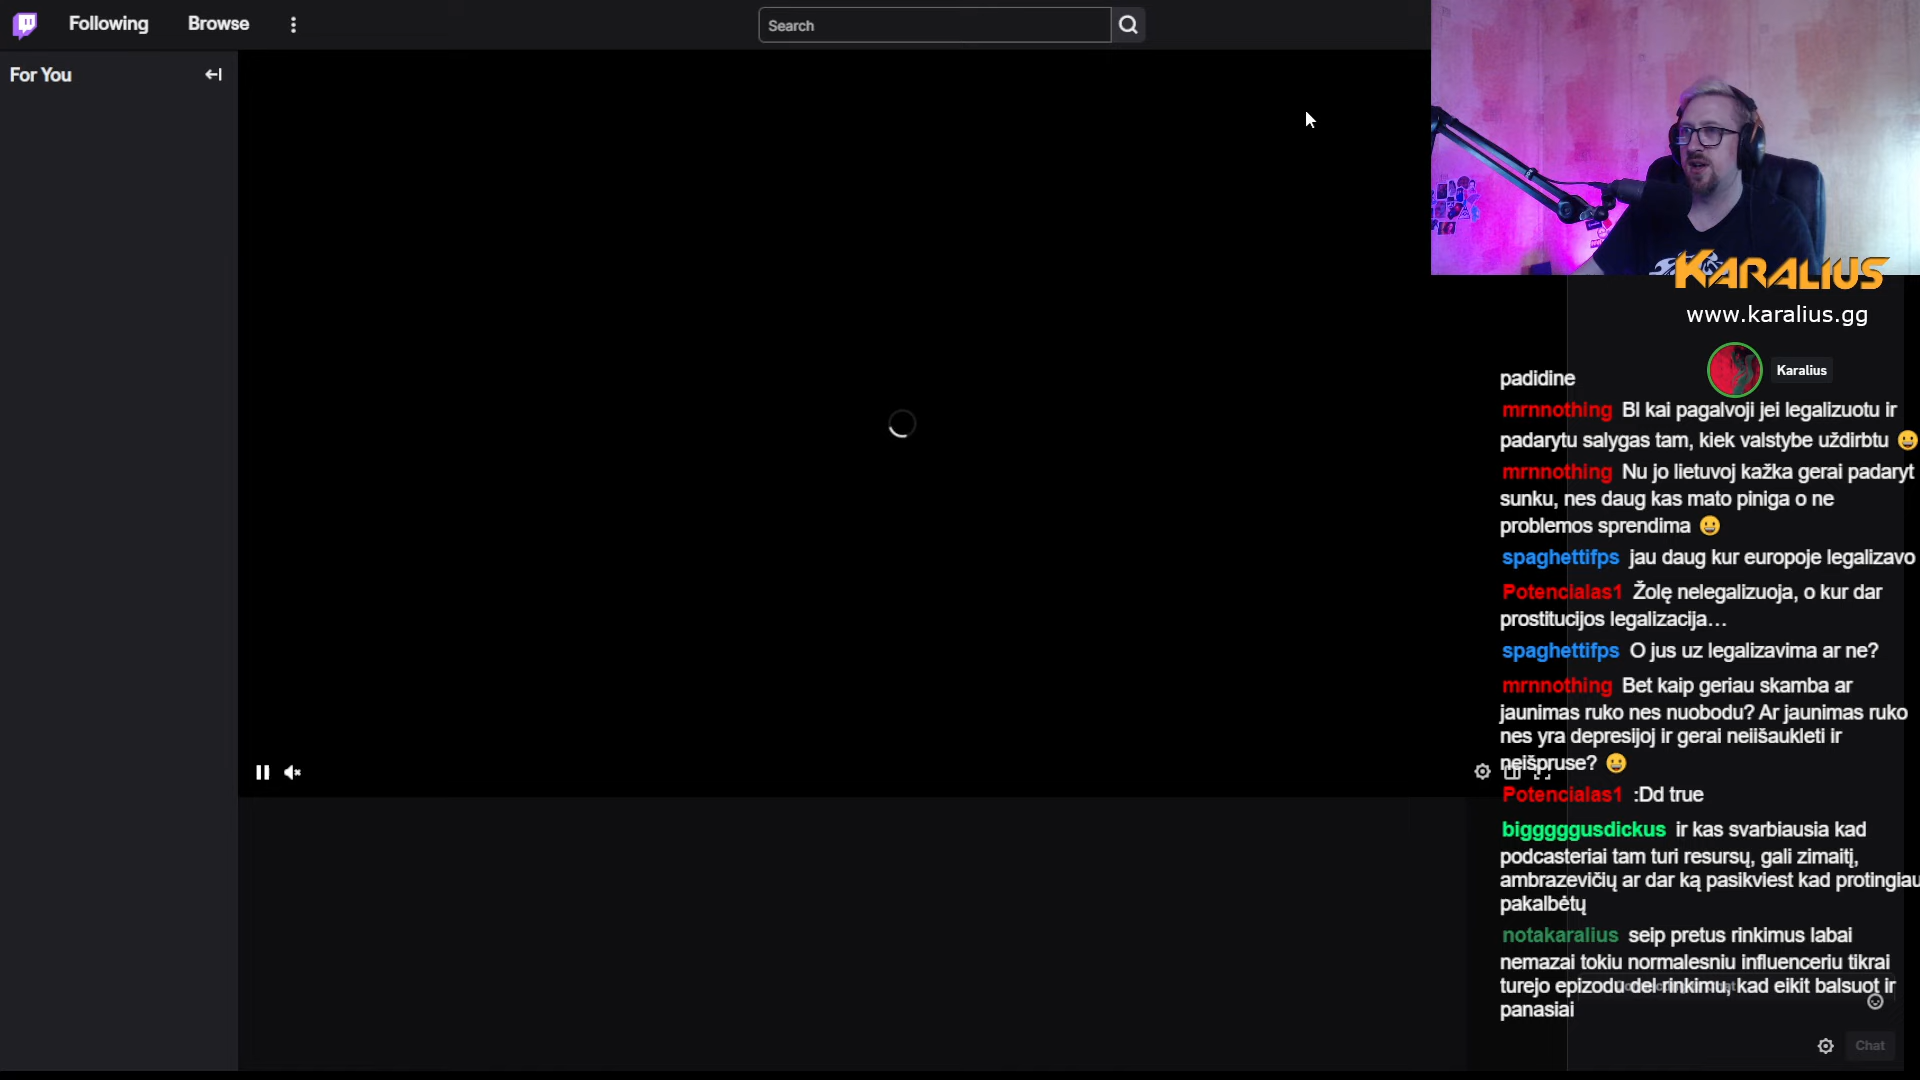 Following
Browse
Search
For You
KARALIUS
www.karalius.gg
Karalius
padidine
mrnnothing Bl kai pagalvoji jei legalizuotu ir
padarytu salygas tam, kiek valstybe uždirbtu 😀
mrnnothing Nu jo lietuvoj kažka gerai padaryt
sunku, nes daug kas mato piniga o ne
problemos sprendima 😀
spaghettifps jau daug kur europoje legalizavo
Potencialas1 Žolę nelegalizuoja, o kur dar
prostitucijos legalizacija…
spaghettifps O jus uz legalizavima ar ne?
mrnnothing Bet kaip geriau skamba ar
jaunimas ruko nes nuobodu? Ar jaunimas ruko
nes yra depresijoj ir gerai neiišaukleti ir
neišpruse? 😀
Potencialas1 :Dd true
bigggggusdickus ir kas svarbiausia kad
podcasteriai tam turi resursų, gali zimaitį,
ambrazevičių ar dar ką pasikviest kad protingiau
pakalbėtų
notakaralius seip pretus rinkimus labai
nemazai tokiu normalesniu influenceriu tikrai
turejo epizodu del rinkimu, kad eikit balsuot ir
panasiai
Chat